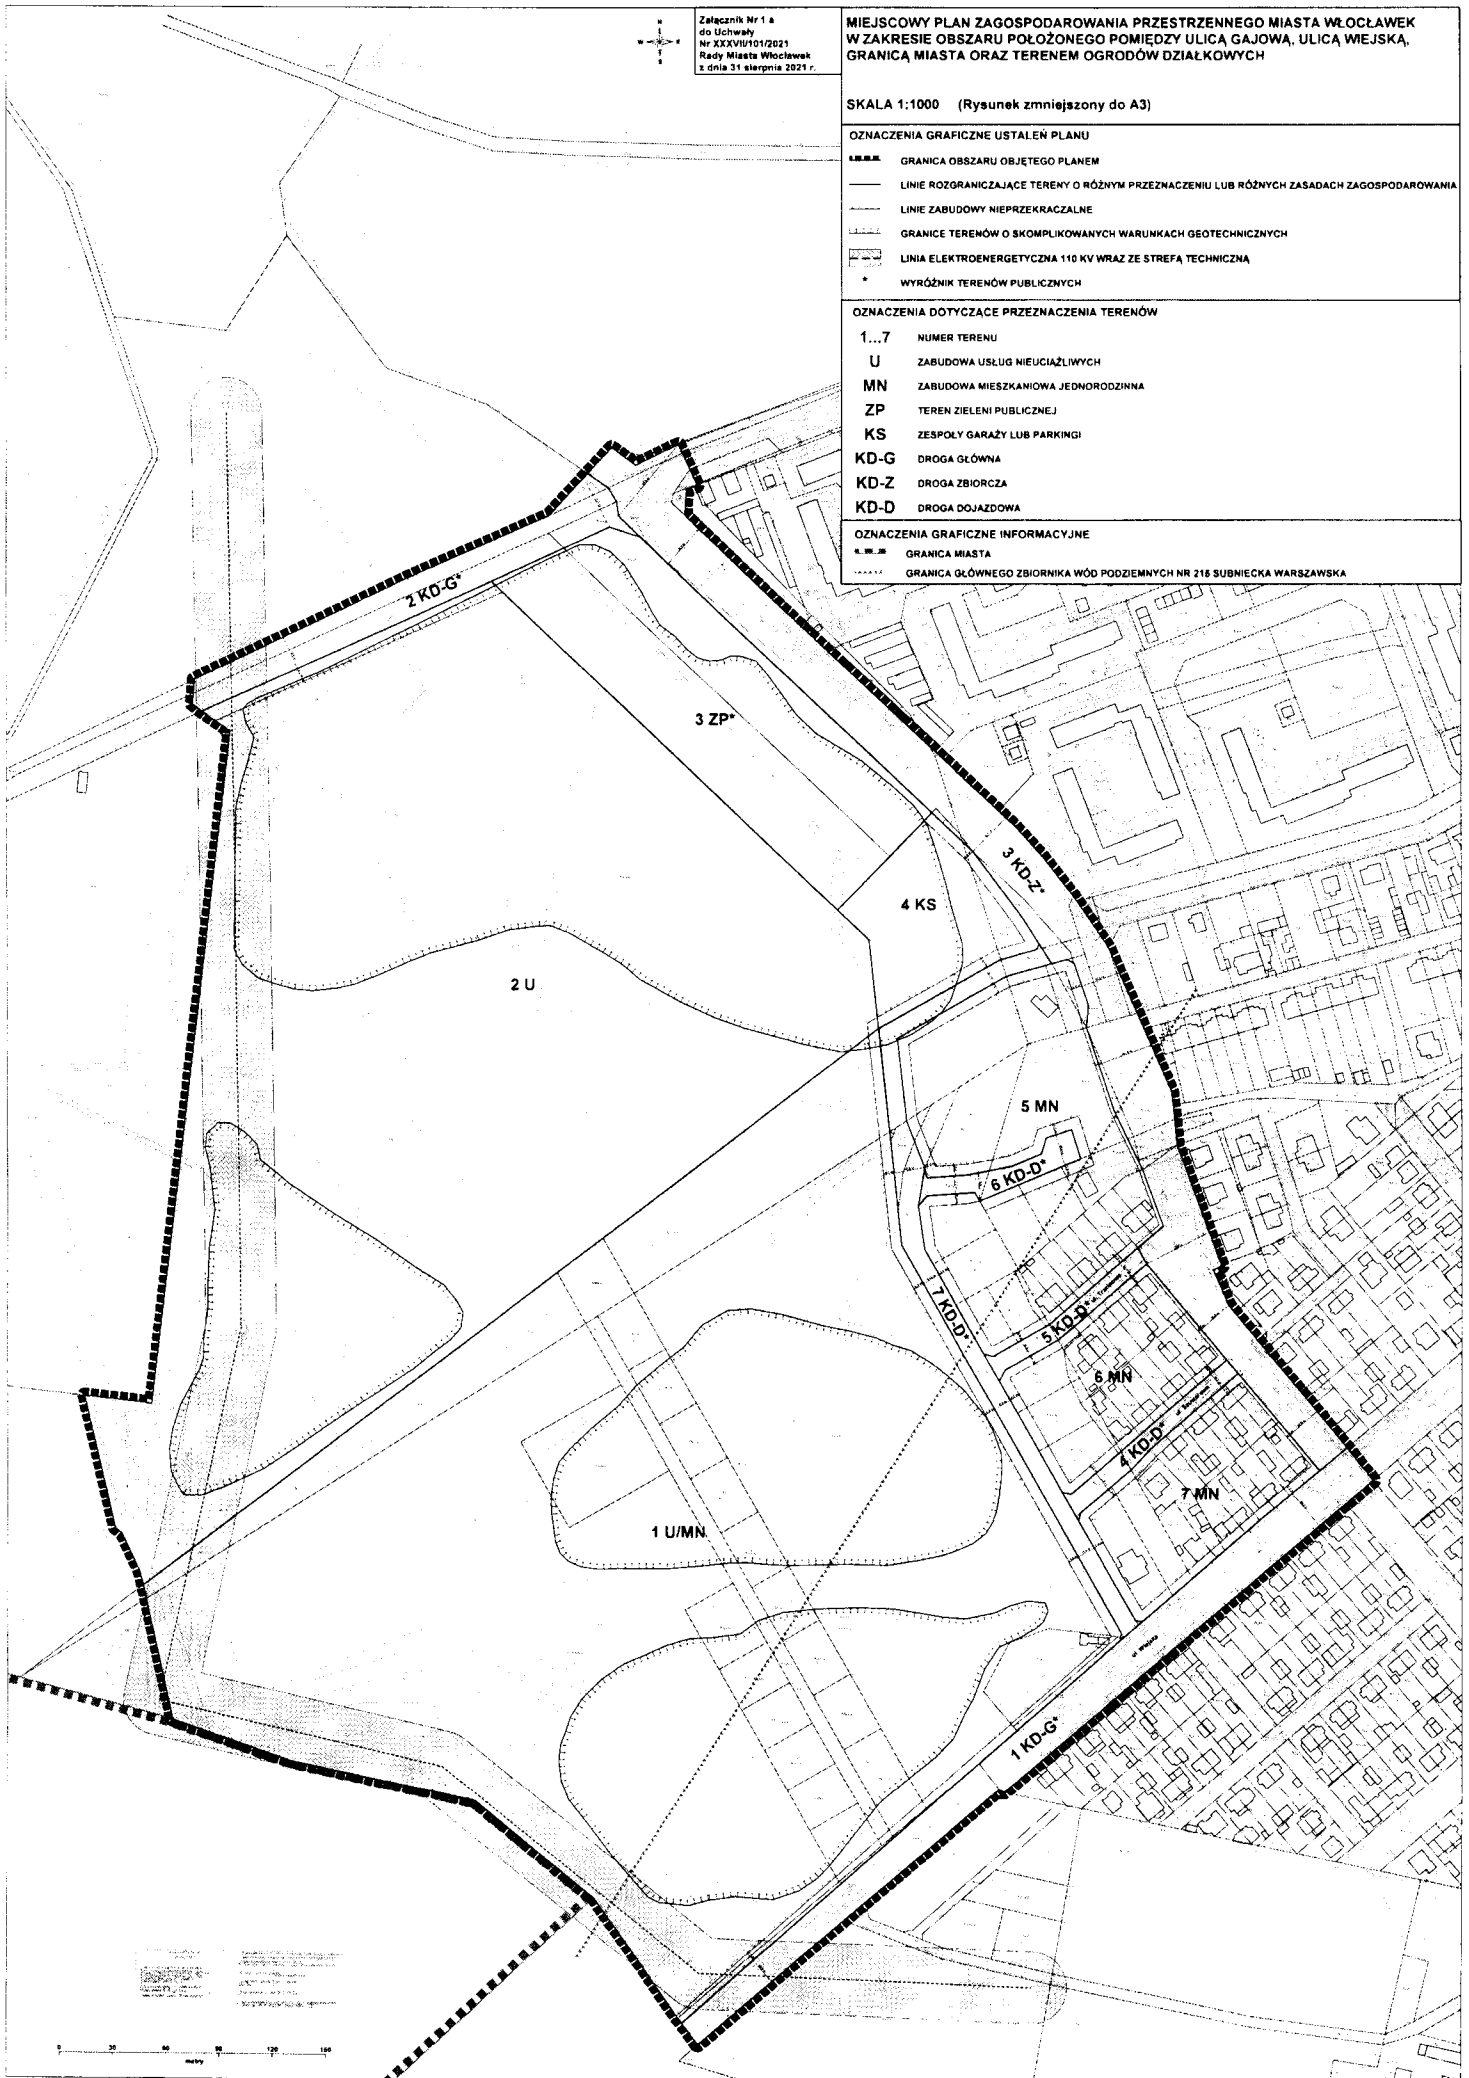 N
W
E
S
Załącznik Nr 1 a
do Uchwały
Nr XXXVII/101/2021
Rady Miasta Włocławek
z dnia 31 sierpnia 2021 r.
MIEJSCOWY PLAN ZAGOSPODAROWANIA PRZESTRZENNEGO MIASTA WŁOCŁAWEK
W ZAKRESIE OBSZARU POŁOŻONEGO POMIĘDZY ULICĄ GAJOWĄ, ULICĄ WIEJSKĄ,
GRANICĄ MIASTA ORAZ TERENEM OGRODÓW DZIAŁKOWYCH
SKALA 1:1000 (Rysunek zmniejszony do A3)
OZNACZENIA GRAFICZNE USTALEŃ PLANU
GRANICA OBSZARU OBJĘTEGO PLANEM
LINIE ROZGRANICZAJĄCE TERENY O RÓŻNYM PRZEZNACZENIU LUB RÓŻNYCH ZASADACH ZAGOSPODAROWANIA
LINIE ZABUDOWY NIEPRZEKRACZALNE
GRANICE TERENÓW O SKOMPLIKOWANYCH WARUNKACH GEOTECHNICZNYCH
LINIA ELEKTROENERGETYCZNA 110 KV WRAZ ZE STREFĄ TECHNICZNĄ
* WYRÓŻNIK TERENÓW PUBLICZNYCH
OZNACZENIA DOTYCZĄCE PRZEZNACZENIA TERENÓW
1...7 NUMER TERENU
U ZABUDOWA USŁUG NIEUCIĄŻLIWYCH
MN ZABUDOWA MIESZKANIOWA JEDNORODZINNA
ZP TEREN ZIELENI PUBLICZNEJ
KS ZESPOŁY GARAŻY LUB PARKINGI
KD-G DROGA GŁÓWNA
KD-Z DROGA ZBIORCZA
KD-D DROGA DOJAZDOWA
OZNACZENIA GRAFICZNE INFORMACYJNE
GRANICA MIASTA
GRANICA GŁÓWNEGO ZBIORNIKA WÓD PODZIEMNYCH NR 215 SUBNIECKA WARSZAWSKA
2 KD-G*
3 ZP*
3 KD-Z*
4 KS
2 U
5 MN
6 KD-D*
7 KD-D*
5 KD-D*
6 MN
4 KD-D*
7 MN
1 U/MN
ul. Wiejska
1 KD-G*
0 30 60 90 120 150
metry